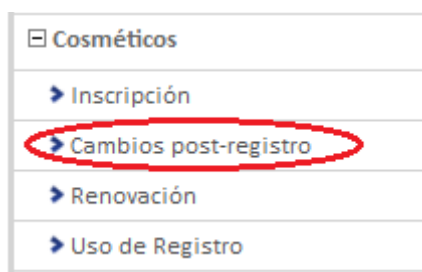 Cosméticos
Inscripción
Cambios post-registro
Renovación
Uso de Registro